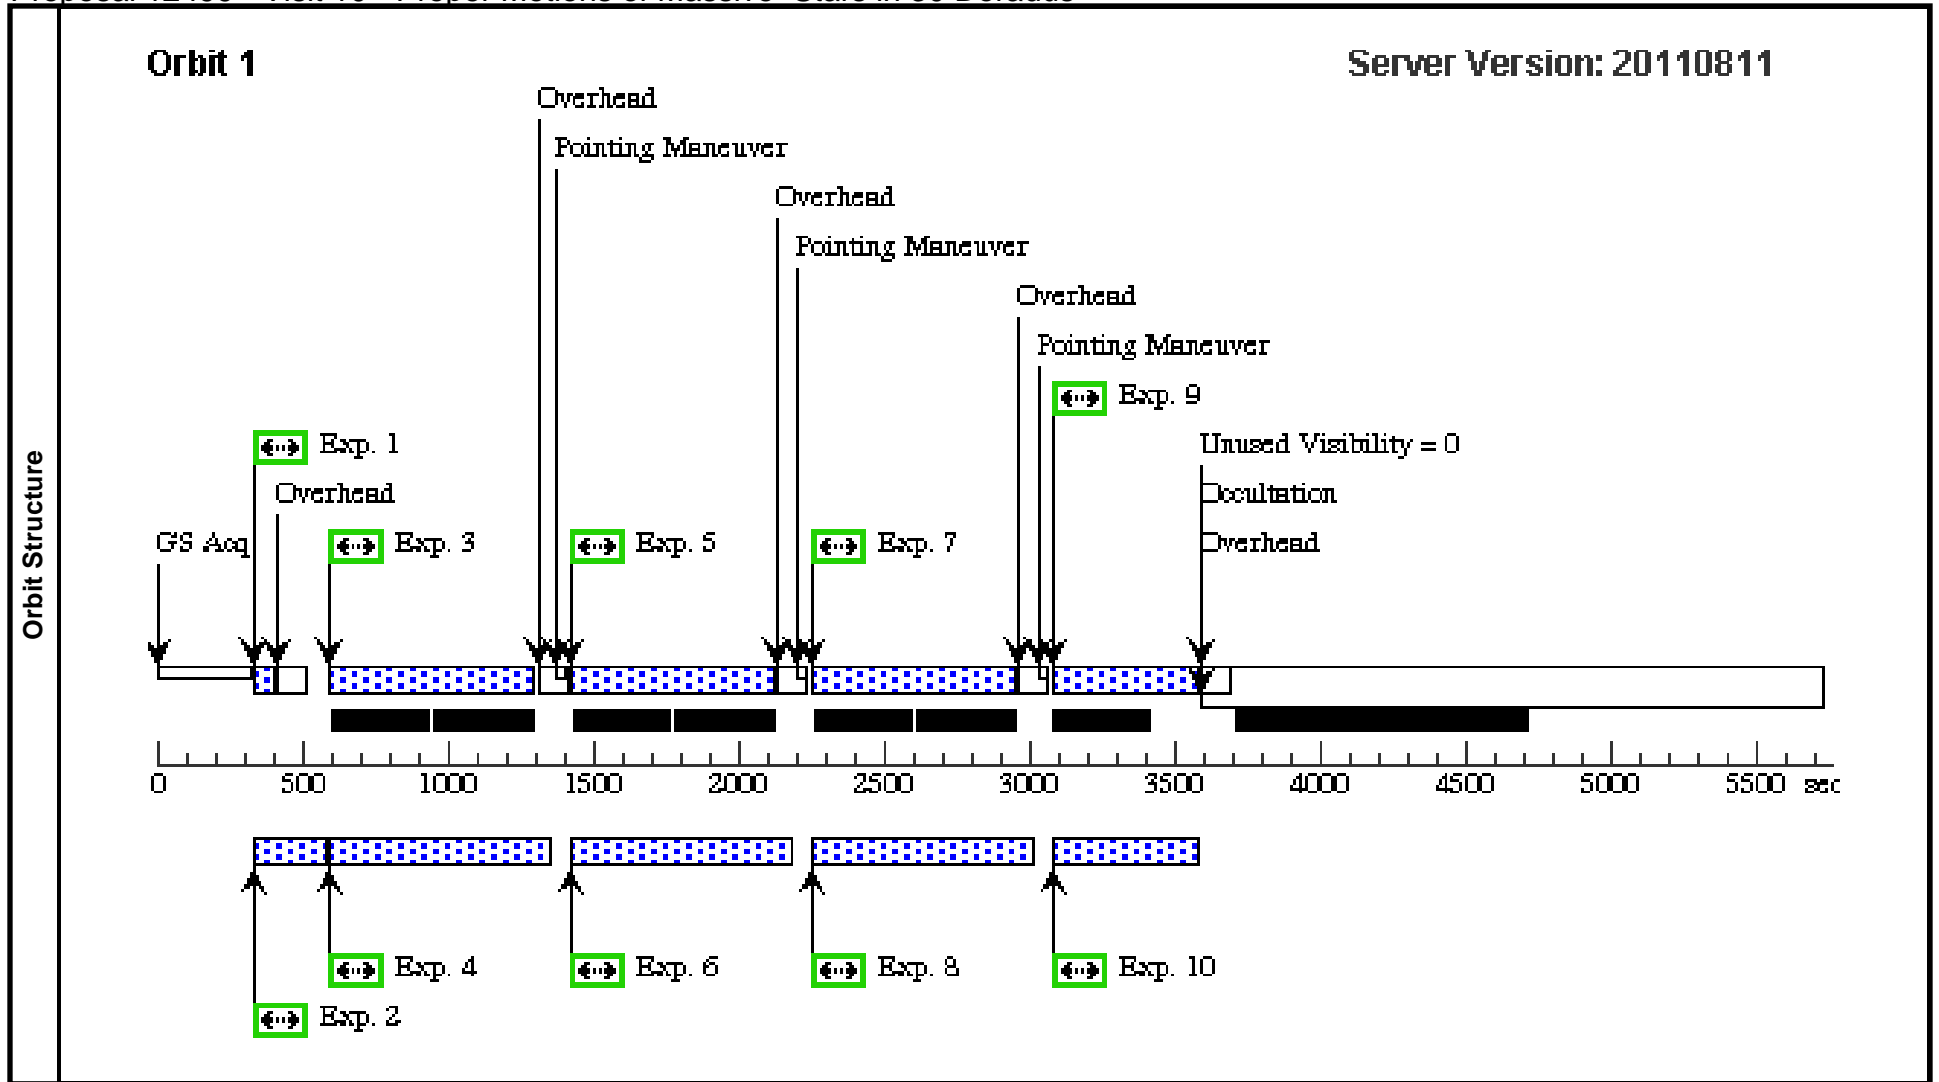 Orbit 1
Server Version: 20110811
Overhead
Pointing Maneuver
Overhead
Pointing Maneuver
Overhead
Pointing Maneuver
Exp. 9
Exp. 1
Unused Visibility = 0
Overhead
Occultation
GS Acq
Exp. 3
Exp. 5
Exp. 7
Overhead
Orbit Structure
0 500 1000 1500 2000 2500 3000 3500 4000 4500 5000 5500 sec
Exp. 4
Exp. 6
Exp. 8
Exp. 10
Exp. 2